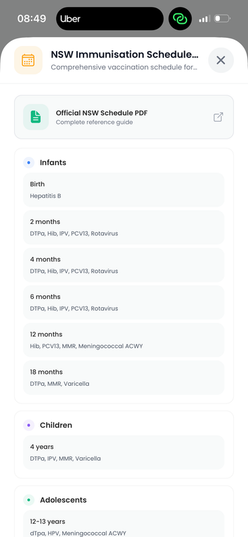 08:49
Uber
NSW Immunisation Schedule...
Comprehensive vaccination schedule for...
Official NSW Schedule PDF
Complete reference guide
Infants
Birth
Hepatitis B
2 months
DTPa, Hib, IPV, PCV13, Rotavirus
4 months
DTPa, Hib, IPV, PCV13, Rotavirus
6 months
DTPa, Hib, IPV, PCV13, Rotavirus
12 months
Hib, PCV13, MMR, Meningococcal ACWY
18 months
DTPa, MMR, Varicella
Children
4 years
DTPa, IPV, MMR, Varicella
Adolescents
12-13 years
dTpa, HPV, Meningococcal ACWY